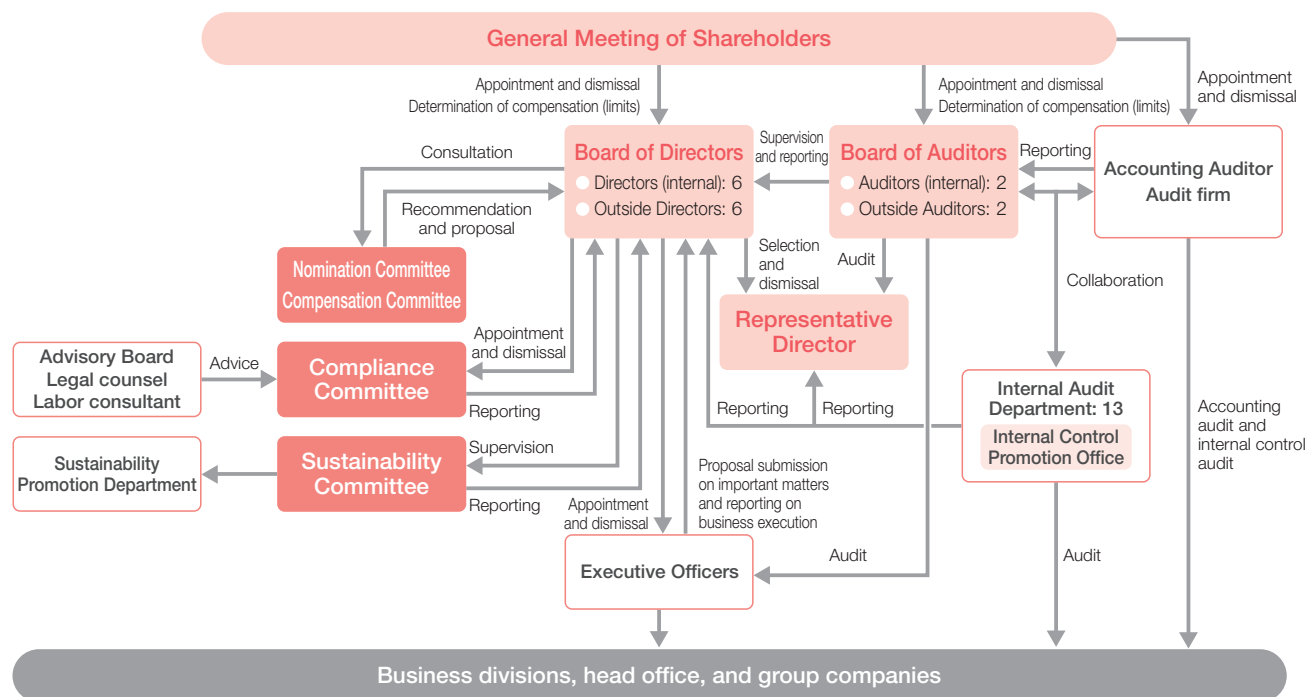 General Meeting of Shareholders
Appointment and dismissal
Determination of compensation (limits)
Appointment and dismissal
Determination of compensation (limits)
Appointment
and dismissal
Consultation
Board of Directors
Directors (internal): 6
Outside Directors: 6
Supervision
and reporting
Board of Auditors
Auditors (internal): 2
Outside Auditors: 2
Reporting
Accounting Auditor
Audit firm
Recommendation
and proposal
Nomination Committee
Compensation Committee
Selection
and
dismissal
Audit
Collaboration
Representative
Director
Advisory Board
Legal counsel
Labor consultant
Advice
Compliance
Committee
Appointment
and dismissal
Reporting
Reporting
Reporting
Internal Audit
Department: 13
Internal Control
Promotion Office
Accounting
audit and
internal control
audit
Sustainability
Promotion Department
Sustainability
Committee
Supervision
Reporting
Appointment
and dismissal
Proposal submission
on important matters
and reporting on
business execution
Executive Officers
Audit
Audit
Business divisions, head office, and group companies